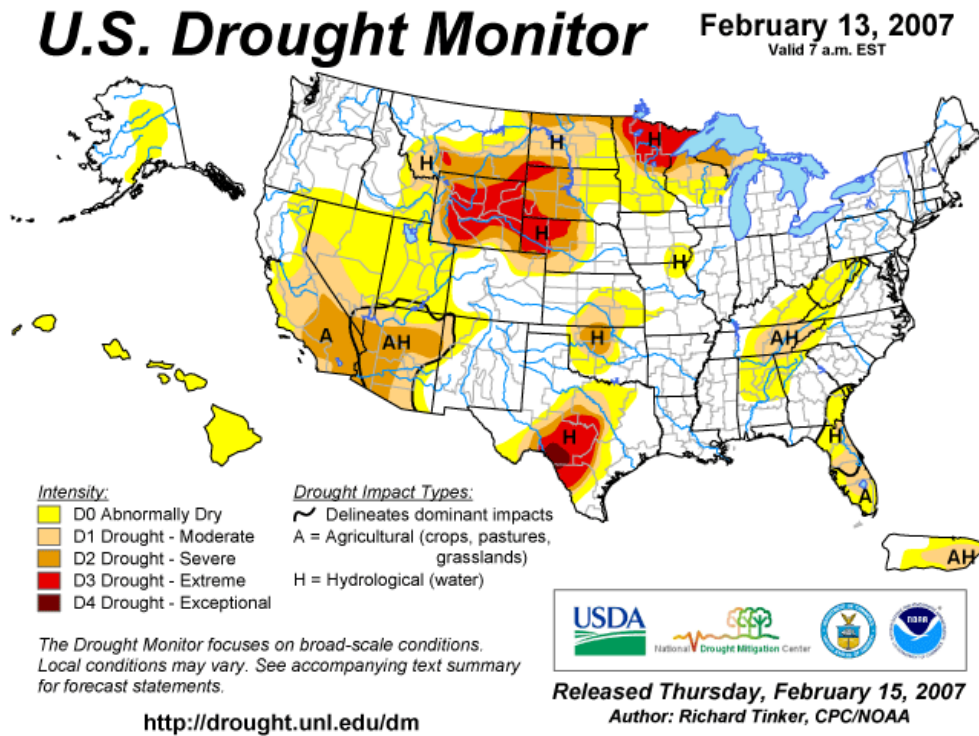 U.S. Drought Monitor
February 13, 2007
Valid 7 a.m. EST
H
H
H
H
H
A
AH
H
AH
H
H
A
AH
Intensity:
D0 Abnormally Dry
D1 Drought - Moderate
D2 Drought - Severe
D3 Drought - Extreme
D4 Drought - Exceptional
Drought Impact Types:
Delineates dominant impacts
A = Agricultural (crops, pastures,
grasslands)
H = Hydrological (water)
The Drought Monitor focuses on broad-scale conditions.
Local conditions may vary. See accompanying text summary
for forecast statements.
http://drought.unl.edu/dm
USDA
National Drought Mitigation Center
noaa
Released Thursday, February 15, 2007
Author: Richard Tinker, CPC/NOAA